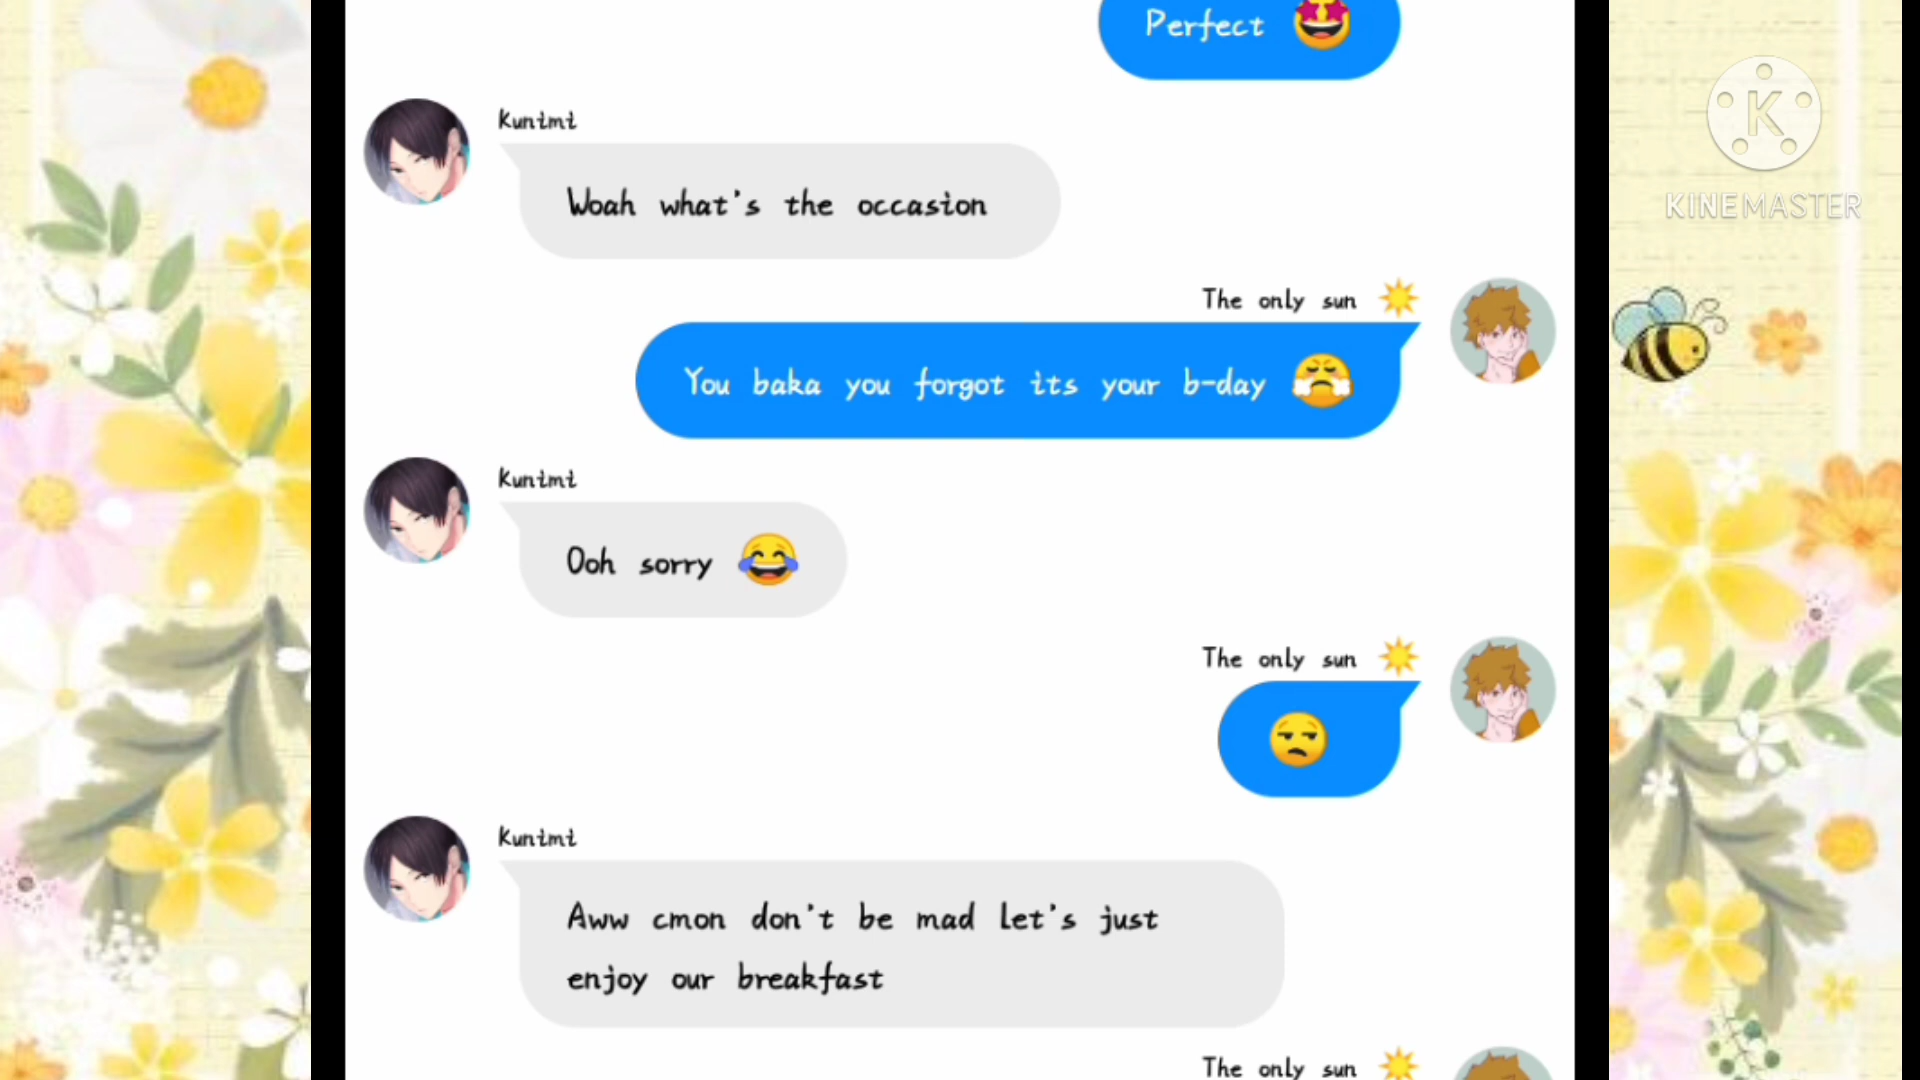 Perfect 🤩
Kunimi
Woah what's the occasion
The only sun ☀️
You baka you forgot its your b-day 😤
Kunimi
Ooh sorry 😂
The only sun ☀️
😒
Kunimi
Aww cmon don't be mad let's just
enjoy our breakfast
The only sun ☀️
K
KINEMASTER